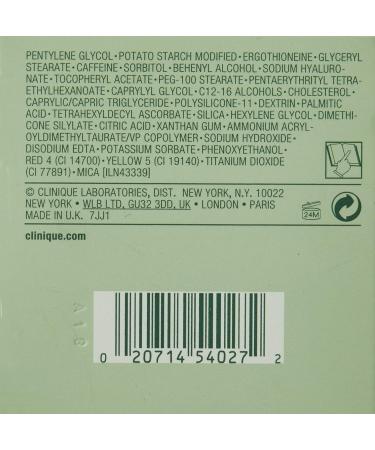 PENTYLENE GLYCOL • POTATO STARCH MODIFIED • ERGOTHIONEINE • GLYCERYL
STEARATE • CAFFEINE • SORBITOL • BEHENYL ALCOHOL • SODIUM HYALURO-
NATE • TOCOPHERYL ACETATE • PEG-100 STEARATE • PENTAERYTHRITYL TETRA-
ETHYLHEXANOATE • CAPRYLYL GLYCOL • C12-16 ALCOHOLS • CHOLESTEROL •
CAPRYLIC/CAPRIC TRIGLYCERIDE • POLYSILICONE-11 • DEXTRIN • PALMITIC
ACID • TETRAHEXYLDECYL ASCORBATE • SILICA • HEXYLENE GLYCOL • DIMETHI-
CONE SILYLATE • CITRIC ACID • XANTHAN GUM • AMMONIUM ACRYL-
OYLDIMETHYLTAURATE/VP COPOLYMER • SODIUM HYDROXIDE •
DISODIUM EDTA • POTASSIUM SORBATE • PHENOXYETHANOL •
RED 4 (CI 14700) • YELLOW 5 (CI 19140) • TITANIUM DIOXIDE
(CI 77891) • MICA [ILN43339]
© CLINIQUE LABORATORIES, DIST. NEW YORK, N.Y. 10022
NEW YORK • WLB LTD, GU32 3DD, UK • LONDON • PARIS
MADE IN U.K. 7JJ1
24M
clinique.com
A18
0 20714 54027 2